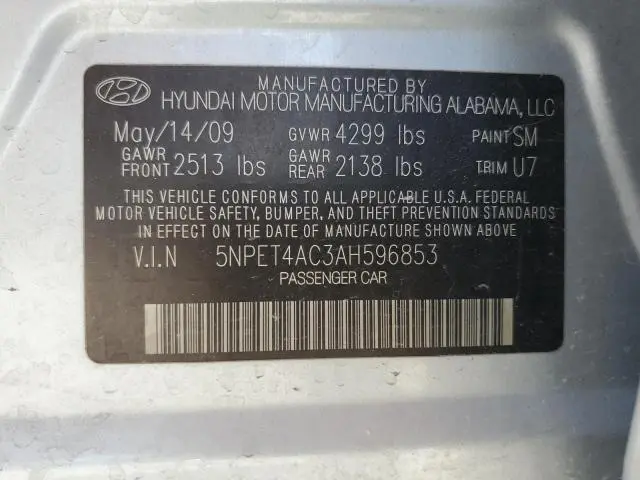 MANUFACTURED BY
HYUNDAI MOTOR MANUFACTURING ALABAMA, LLC
May/14/09 GVWR 4299 lbs PAINT SM
GAWR FRONT 2513 lbs GAWR REAR 2138 lbs TRIM U7
THIS VEHICLE CONFORMS TO ALL APPLICABLE U.S.A. FEDERAL
MOTOR VEHICLE SAFETY, BUMPER, AND THEFT PREVENTION STANDARDS
IN EFFECT ON THE DATE OF MANUFACTURE SHOWN ABOVE
V.I.N 5NPET4AC3AH596853
PASSENGER CAR